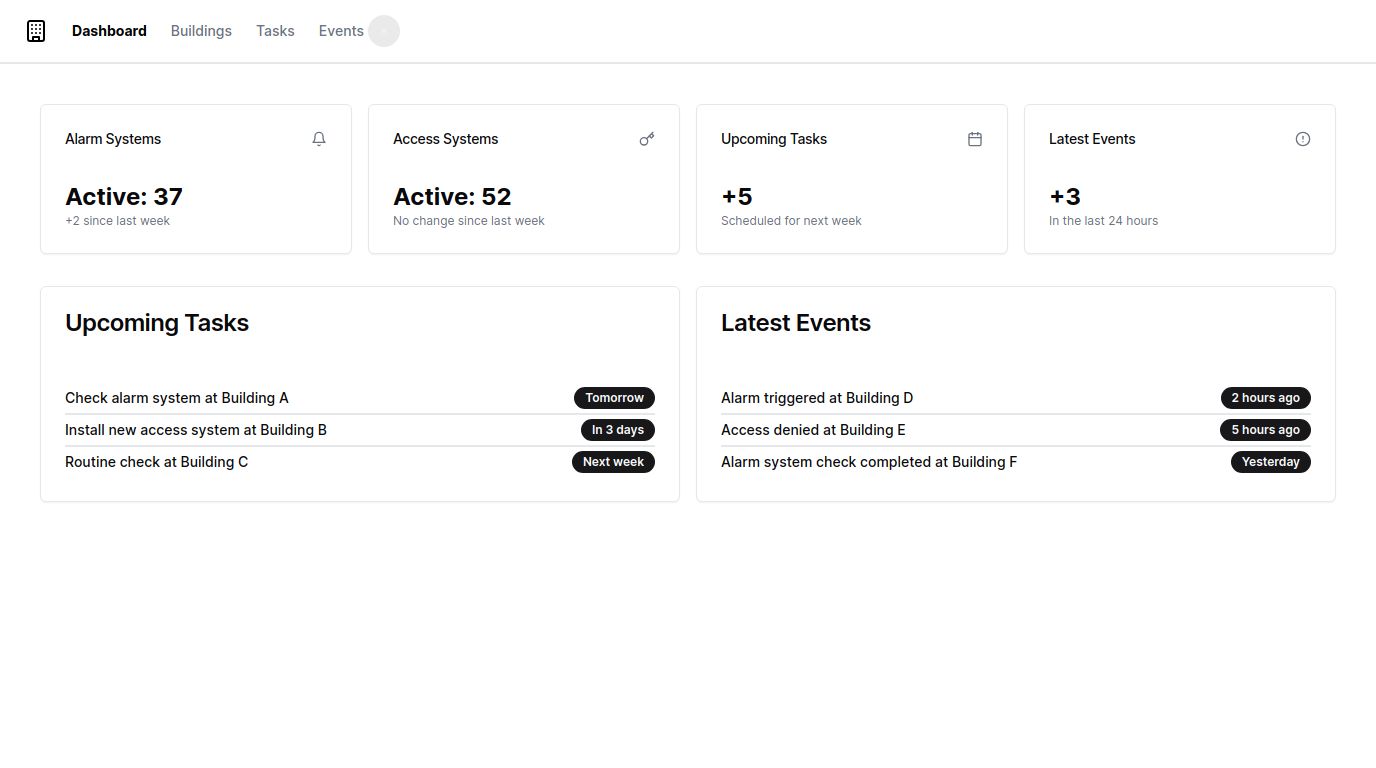 Dashboard Buildings Tasks Events
Alarm Systems
Active: 37
+2 since last week
Access Systems
Active: 52
No change since last week
Upcoming Tasks
+5
Scheduled for next week
Latest Events
+3
In the last 24 hours
Upcoming Tasks
Check alarm system at Building A Tomorrow
Install new access system at Building B In 3 days
Routine check at Building C Next week
Latest Events
Alarm triggered at Building D 2 hours ago
Access denied at Building E 5 hours ago
Alarm system check completed at Building F Yesterday